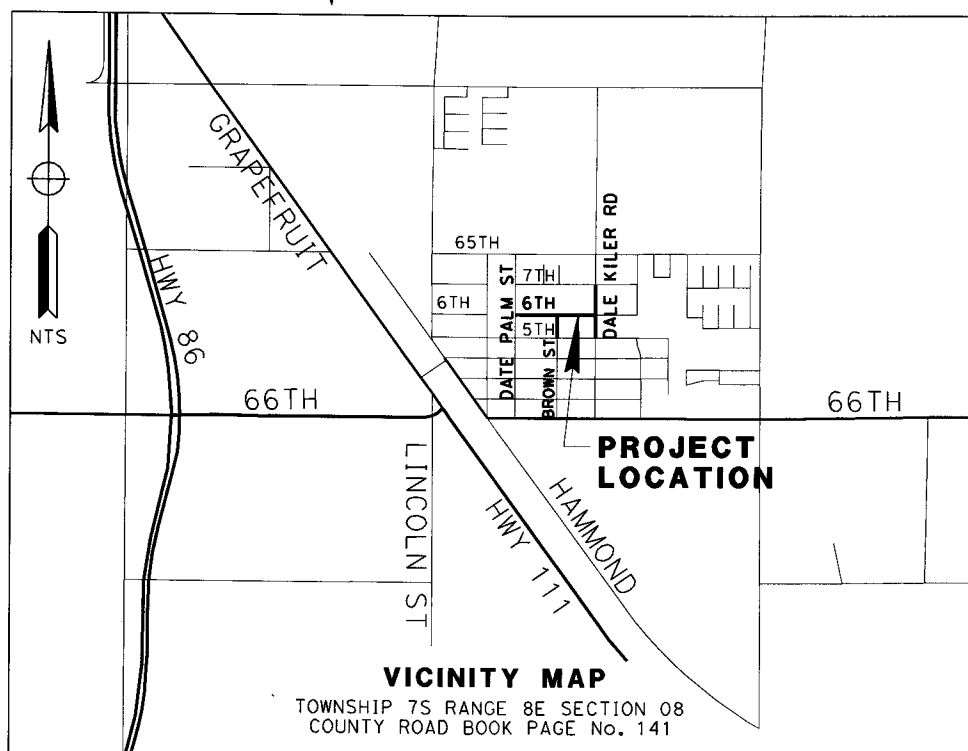 GRAPEFRUIT
DALE KILER RD
65TH
DATE PALM ST
7TH
6TH
6TH
HWY 86
NTS
5TH
BROWN ST
66TH
66TH
PROJECT
LOCATION
LINCOLN ST
HAMMOND
HWY 111
VICINITY MAP
TOWNSHIP 7S RANGE 8E SECTION 08
COUNTY ROAD BOOK PAGE No. 141